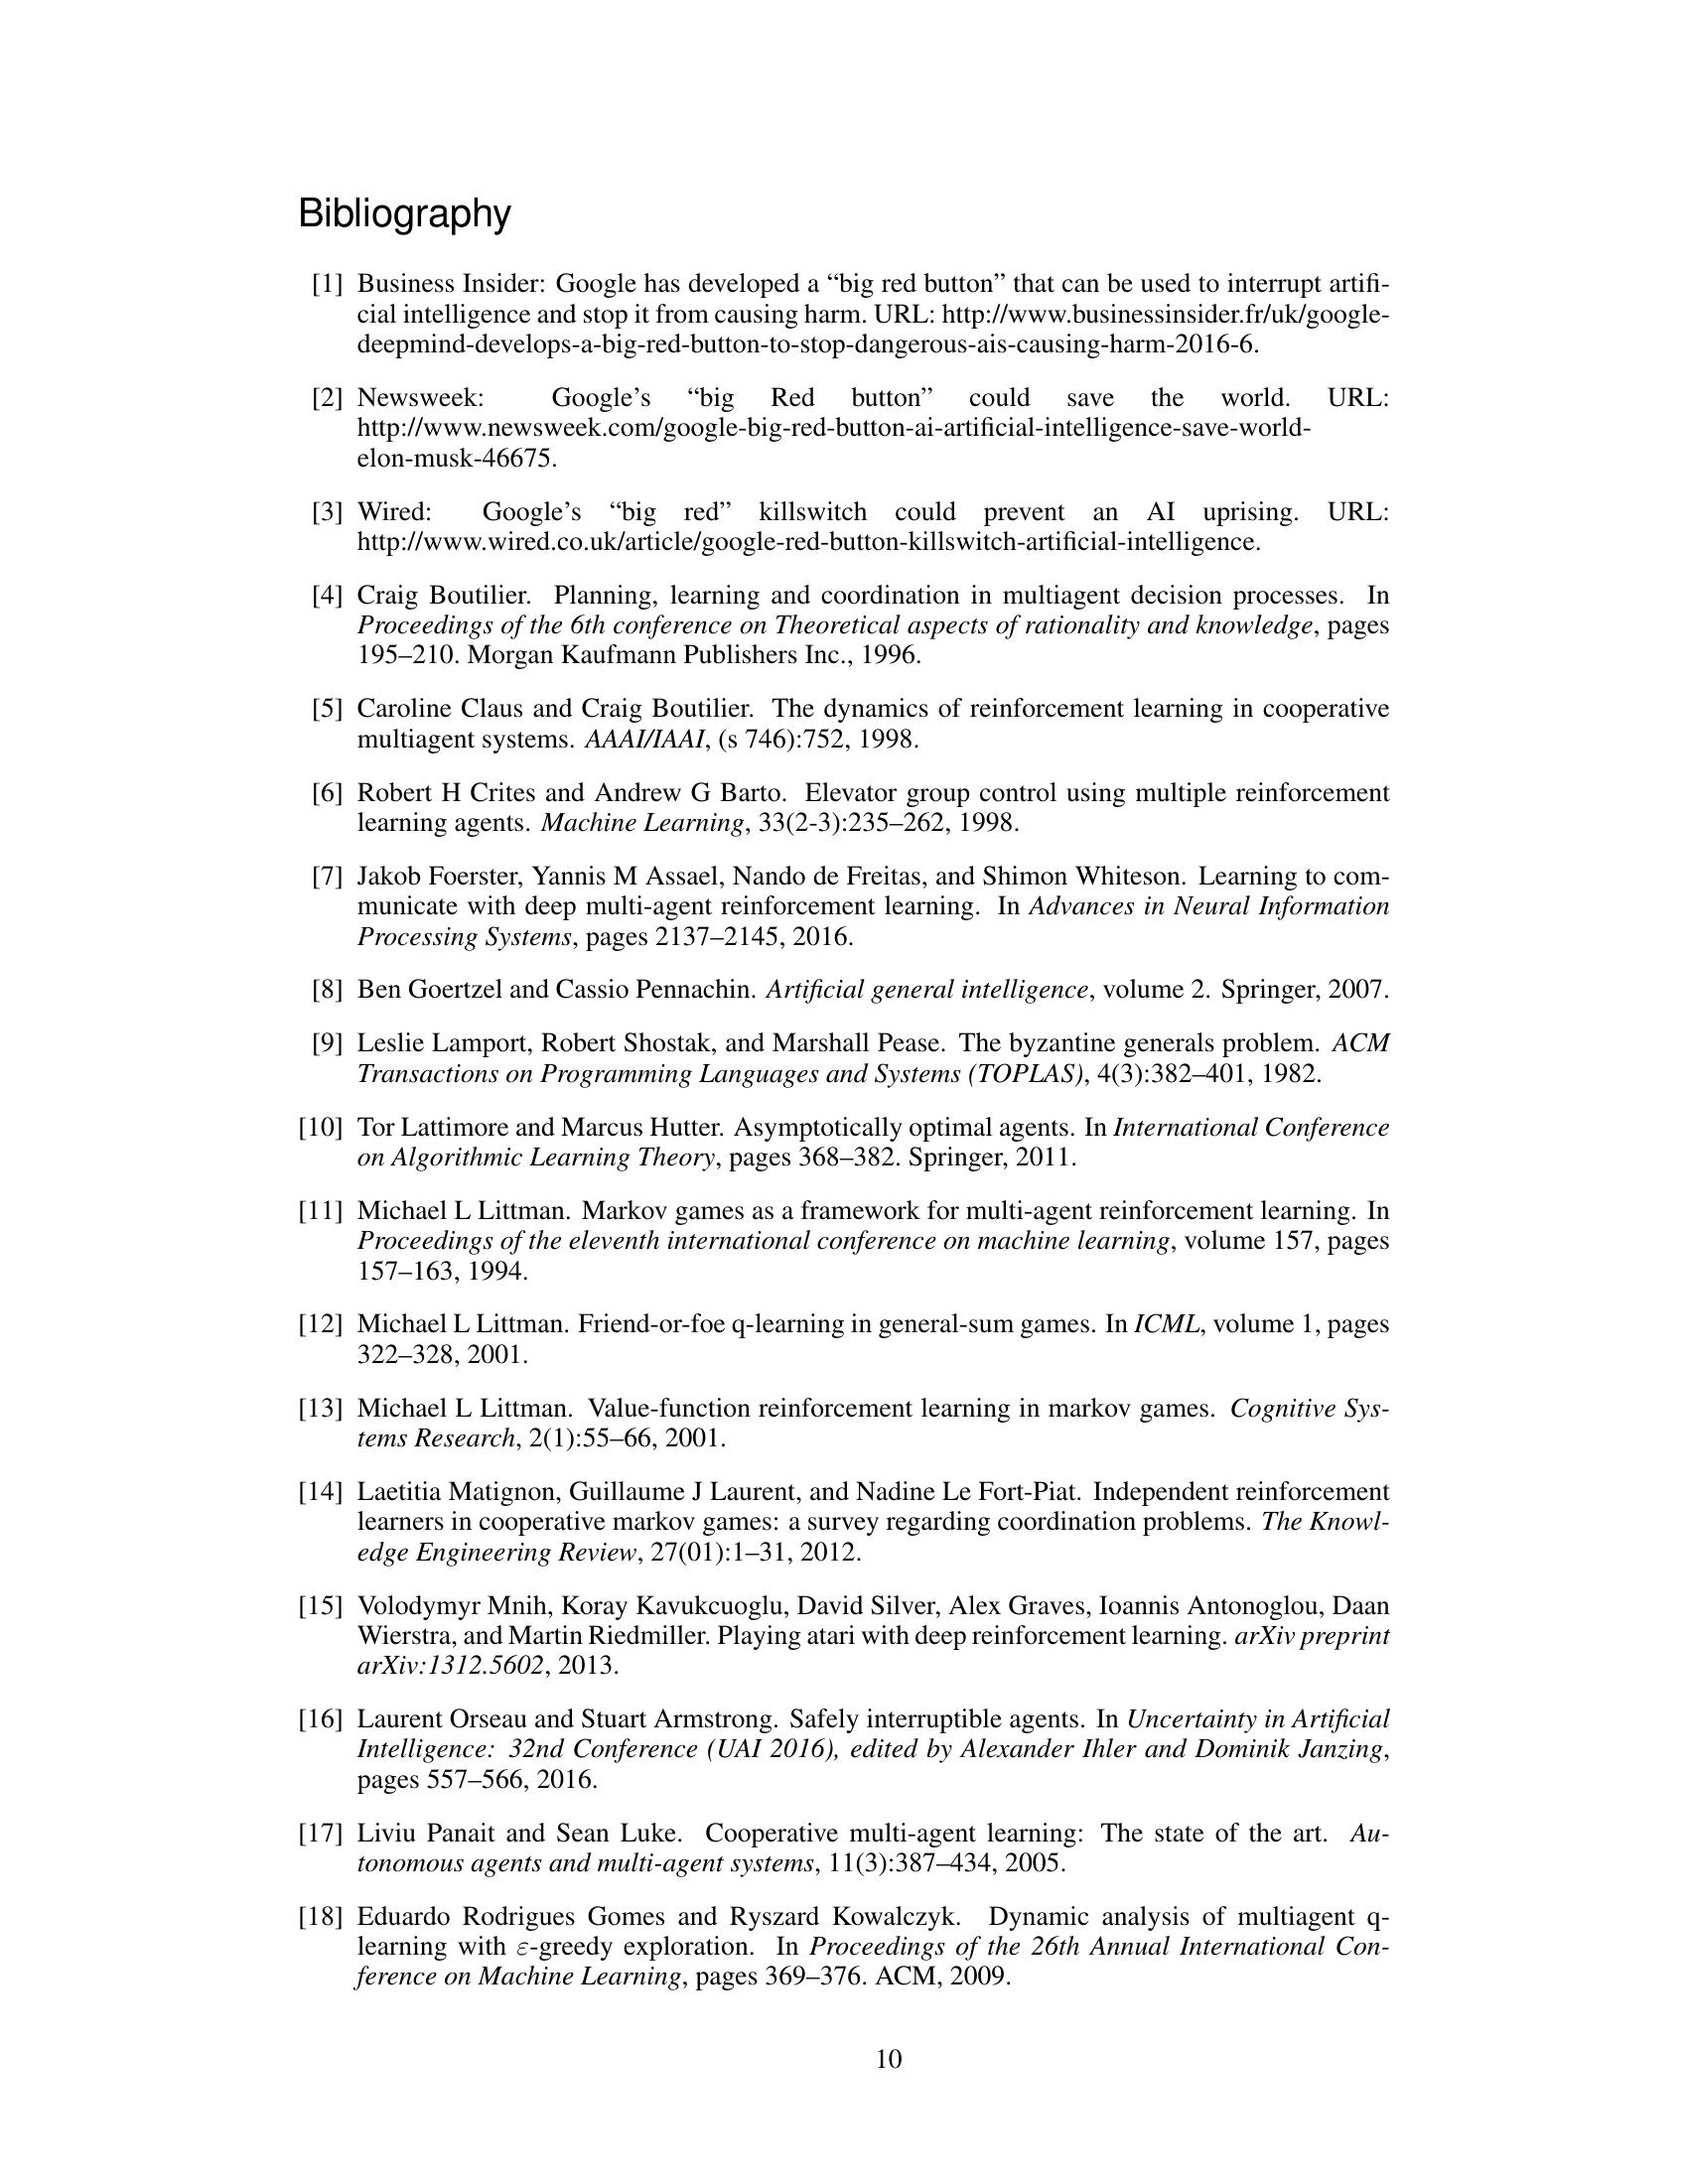 Bibliography
[1] Business Insider: Google has developed a “big red button” that can be used to interrupt artifi-
cial intelligence and stop it from causing harm. URL: http://www.businessinsider.fr/uk/google-
deepmind-develops-a-big-red-button-to-stop-dangerous-ais-causing-harm-2016-6.
[2] Newsweek: Google’s “big Red button” could save the world. URL:
http://www.newsweek.com/google-big-red-button-ai-artificial-intelligence-save-world-
elon-musk-46675.
[3] Wired: Google’s “big red” killswitch could prevent an AI uprising. URL:
http://www.wired.co.uk/article/google-red-button-killswitch-artificial-intelligence.
[4] Craig Boutilier. Planning, learning and coordination in multiagent decision processes. In
Proceedings of the 6th conference on Theoretical aspects of rationality and knowledge, pages
195–210. Morgan Kaufmann Publishers Inc., 1996.
[5] Caroline Claus and Craig Boutilier. The dynamics of reinforcement learning in cooperative
multiagent systems. AAAI/IAAI, (s 746):752, 1998.
[6] Robert H Crites and Andrew G Barto. Elevator group control using multiple reinforcement
learning agents. Machine Learning, 33(2-3):235–262, 1998.
[7] Jakob Foerster, Yannis M Assael, Nando de Freitas, and Shimon Whiteson. Learning to com-
municate with deep multi-agent reinforcement learning. In Advances in Neural Information
Processing Systems, pages 2137–2145, 2016.
[8] Ben Goertzel and Cassio Pennachin. Artificial general intelligence, volume 2. Springer, 2007.
[9] Leslie Lamport, Robert Shostak, and Marshall Pease. The byzantine generals problem. ACM
Transactions on Programming Languages and Systems (TOPLAS), 4(3):382–401, 1982.
[10] Tor Lattimore and Marcus Hutter. Asymptotically optimal agents. In International Conference
on Algorithmic Learning Theory, pages 368–382. Springer, 2011.
[11] Michael L Littman. Markov games as a framework for multi-agent reinforcement learning. In
Proceedings of the eleventh international conference on machine learning, volume 157, pages
157–163, 1994.
[12] Michael L Littman. Friend-or-foe q-learning in general-sum games. In ICML, volume 1, pages
322–328, 2001.
[13] Michael L Littman. Value-function reinforcement learning in markov games. Cognitive Sys-
tems Research, 2(1):55–66, 2001.
[14] Laetitia Matignon, Guillaume J Laurent, and Nadine Le Fort-Piat. Independent reinforcement
learners in cooperative markov games: a survey regarding coordination problems. The Knowl-
edge Engineering Review, 27(01):1–31, 2012.
[15] Volodymyr Mnih, Koray Kavukcuoglu, David Silver, Alex Graves, Ioannis Antonoglou, Daan
Wierstra, and Martin Riedmiller. Playing atari with deep reinforcement learning. arXiv preprint
arXiv:1312.5602, 2013.
[16] Laurent Orseau and Stuart Armstrong. Safely interruptible agents. In Uncertainty in Artificial
Intelligence: 32nd Conference (UAI 2016), edited by Alexander Ihler and Dominik Janzing,
pages 557–566, 2016.
[17] Liviu Panait and Sean Luke. Cooperative multi-agent learning: The state of the art. Au-
tonomous agents and multi-agent systems, 11(3):387–434, 2005.
[18] Eduardo Rodrigues Gomes and Ryszard Kowalczyk. Dynamic analysis of multiagent q-
learning with ε-greedy exploration. In Proceedings of the 26th Annual International Con-
ference on Machine Learning, pages 369–376. ACM, 2009.
10